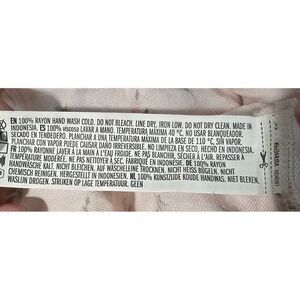 EN 100% RAYON HAND WASH COLD, DO NOT BLEACH. LINE DRY, IRON LOW, DO NOT DRY CLEAN. MADE IN
INDONESIA. ES 100% viscosa LAVAR A MANO. TEMPERATURA MÁXIMA 40 °C. NO USAR BLANQUEADOR.
SECADO EN TENDEDERO. PLANCHAR A UNA TEMPERATURA MÁXIMA DE LA BASE DE 110 °C, SIN VAPOR.
PLANCHAR CON VAPOR PUEDE CAUSAR DAÑO IRREVERSIBLE. NO LIMPIEZA EN SECO, HECHO EN INDONESIA.
FR 100% RAYONNE LAVER À LA MAIN À L'EAU FROIDE, NE PAS BLANCHIR, SÉCHER À L'AIR, REPASSER À
TEMPÉRATURE MODÉRÉE, NE PAS NETTOYER À SEC, FABRIQUÉ EN INDONÉSIE. DE 100% RAYON
HANDWÄSCHE KALT, NICHT BLEICHEN, LUFTTROCKNEN, NICHT HEISS BÜGELN, NICHT
CHEMISCH REINIGEN, HERGESTELLT IN INDONESIEN. NL 100% KUNSTZIJDE KOUDE HANDWAS, NIET BLEKEN,
WASLIJN DROGEN, STRIJKEN OP LAGE TEMPERATUUR, GEEN